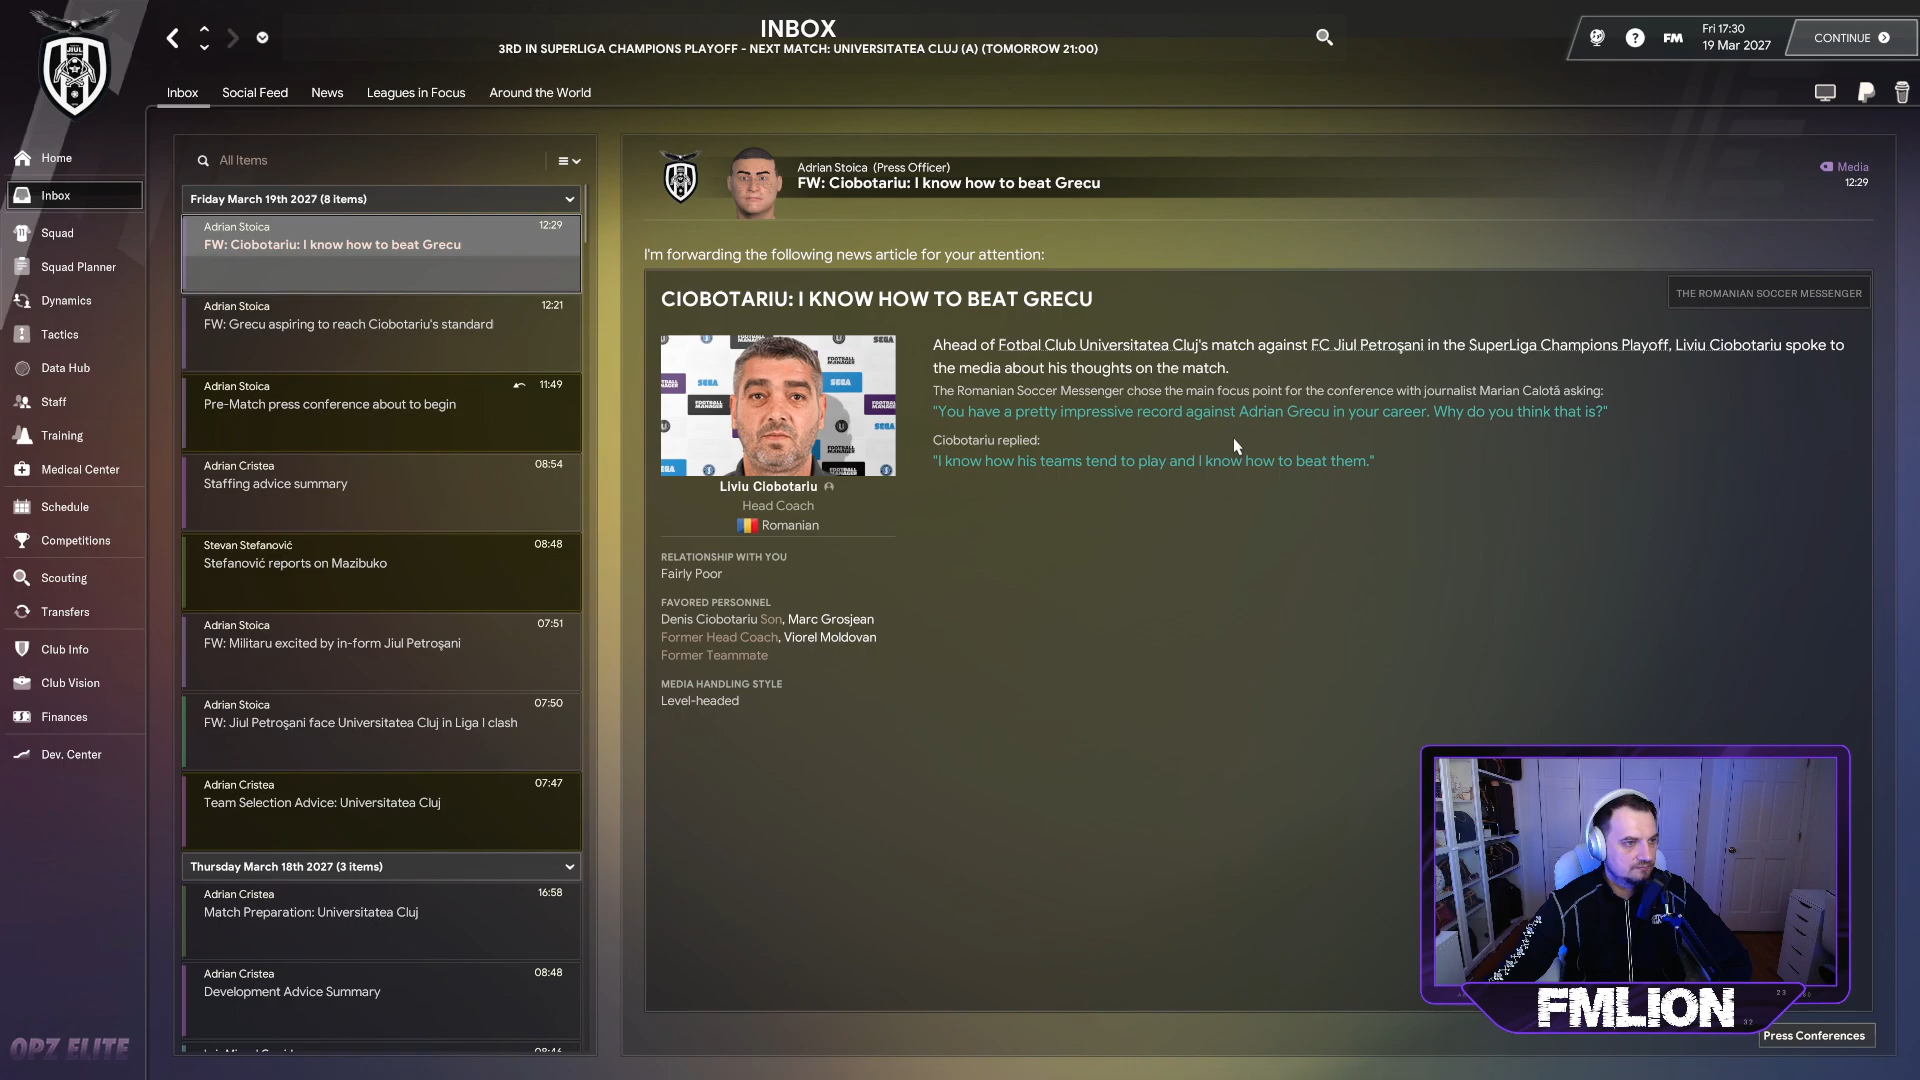 INBOX
3RD IN SUPERLIGA CHAMPIONS PLAYOFF - NEXT MATCH: UNIVERSITATEA CLUJ (A) (TOMORROW 21:00)
FM
Fri 17:30
19 Mar 2027
CONTINUE
Inbox
Social Feed
News
Leagues in Focus
Around the World
JIUL
Home
Inbox
Squad
Squad Planner
Dynamics
Tactics
Data Hub
Staff
Training
Medical Center
Schedule
Competitions
Scouting
Transfers
Club Info
Club Vision
Finances
Dev. Center
OPZ ELITE
All Items
Friday March 19th 2027 (8 items)
Adrian Stoica 12:29
FW: Ciobotariu: I know how to beat Grecu
Adrian Stoica 12:21
FW: Grecu aspiring to reach Ciobotariu's standard
Adrian Stoica 11:49
Pre-Match press conference about to begin
Adrian Cristea 08:54
Staffing advice summary
Stevan Stefanović 08:48
Stefanović reports on Mazibuko
Adrian Stoica 07:51
FW: Militaru excited by in-form Jiul Petroşani
Adrian Stoica 07:50
FW: Jiul Petroşani face Universitatea Cluj in Liga I clash
Adrian Cristea 07:47
Team Selection Advice: Universitatea Cluj
Thursday March 18th 2027 (3 items)
Adrian Cristea 16:58
Match Preparation: Universitatea Cluj
Adrian Cristea 08:48
Development Advice Summary
Adrian Stoica (Press Officer)
FW: Ciobotariu: I know how to beat Grecu
Media
12:29
I'm forwarding the following news article for your attention:
CIOBOTARIU: I KNOW HOW TO BEAT GRECU
THE ROMANIAN SOCCER MESSENGER
SEGA
FOOTBALL MANAGER
Ahead of Fotbal Club Universitatea Cluj's match against FC Jiul Petroşani in the SuperLiga Champions Playoff, Liviu Ciobotariu spoke to
the media about his thoughts on the match.
The Romanian Soccer Messenger chose the main focus point for the conference with journalist Marian Calotă asking:
"You have a pretty impressive record against Adrian Grecu in your career. Why do you think that is?"
Ciobotariu replied:
"I know how his teams tend to play and I know how to beat them."
Liviu Ciobotariu
Head Coach
Romanian
RELATIONSHIP WITH YOU
Fairly Poor
FAVORED PERSONNEL
Denis Ciobotariu Son, Marc Grosjean
Former Head Coach, Viorel Moldovan
Former Teammate
MEDIA HANDLING STYLE
Level-headed
FMLION
23
32
Press Conferences